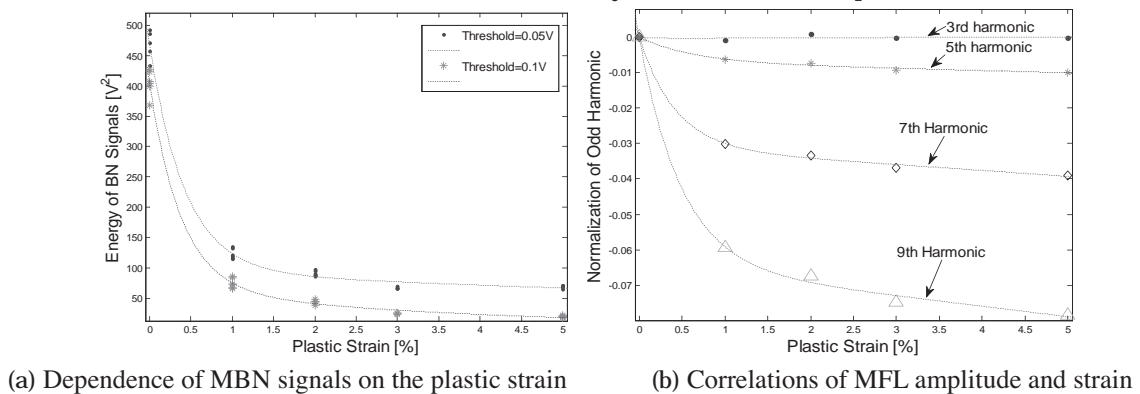 Energy of BN Signals [V²]
500
450
400
350
300
250
200
150
100
50
Threshold=0.05V
Threshold=0.1V
0 0.5 1 1.5 2 2.5 3 3.5 4 4.5 5
Plastic Strain [%]
(a) Dependence of MBN signals on the plastic strain
Normalization of Odd Harmonic
0
-0.01
-0.02
-0.03
-0.04
-0.05
-0.06
-0.07
3rd harmonic
5th harmonic
7th Harmonic
9th Harmonic
0 0.5 1 1.5 2 2.5 3 3.5 4 4.5 5
Plastic Strain [%]
(b) Correlations of MFL amplitude and strain